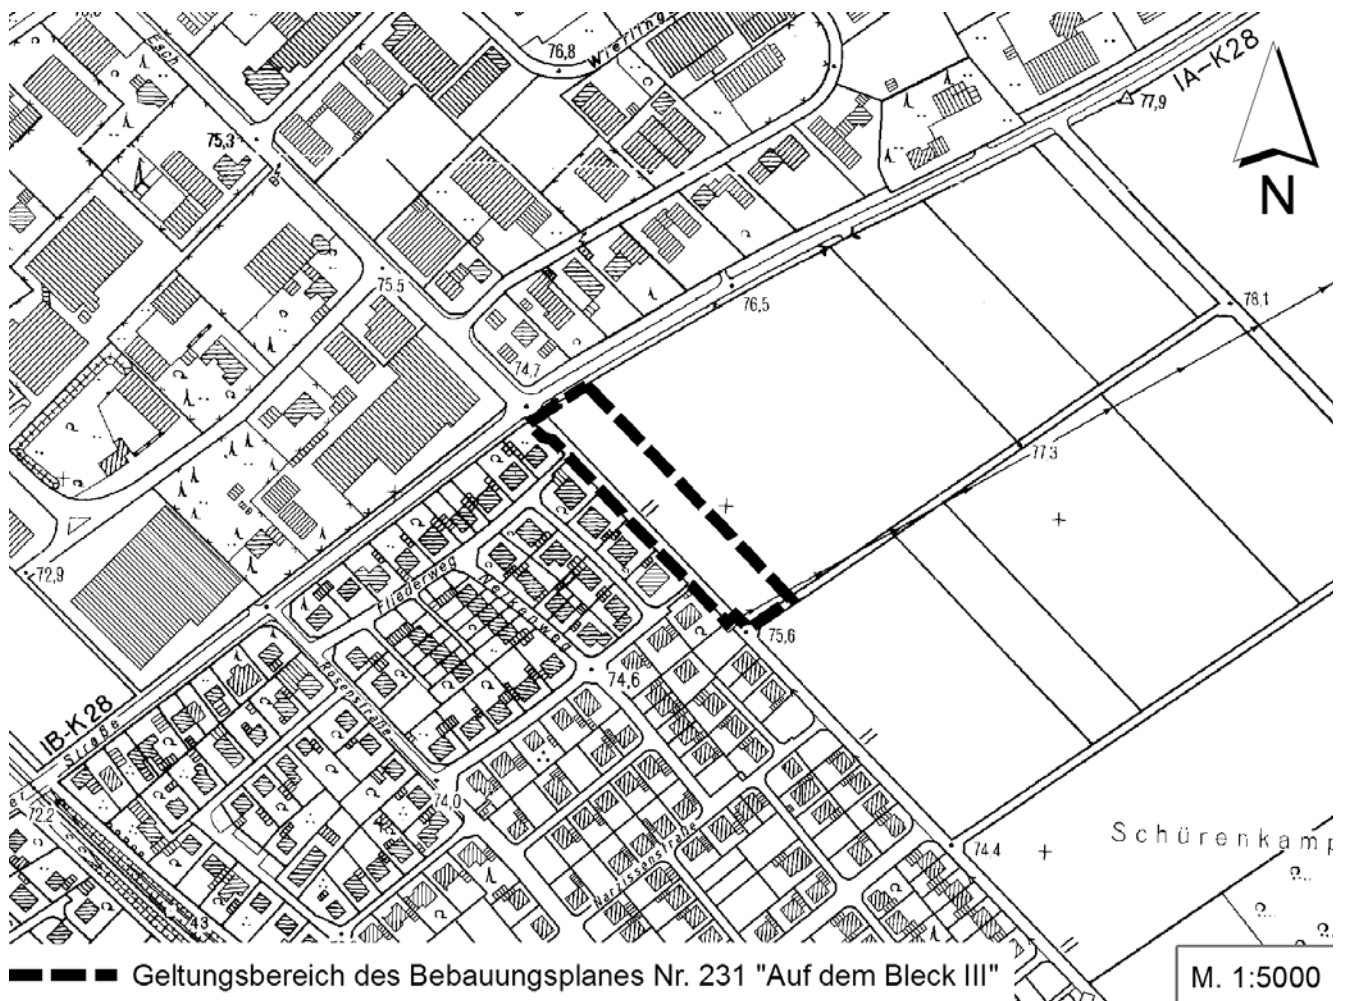 Esch
76,8
Wierling
IA-K28
77,9
N
75,3
75.5
76,5
78,1
74,7
77,3
72,9
Fliederweg
Nelkenweg
75,6
Rosenstraße
74,6
IB-K28
straße
74,0
72.2
Narzissenstraße
74,4
Schürenkamp
43
Geltungsbereich des Bebauungsplanes Nr. 231 "Auf dem Bleck III"
M. 1:5000